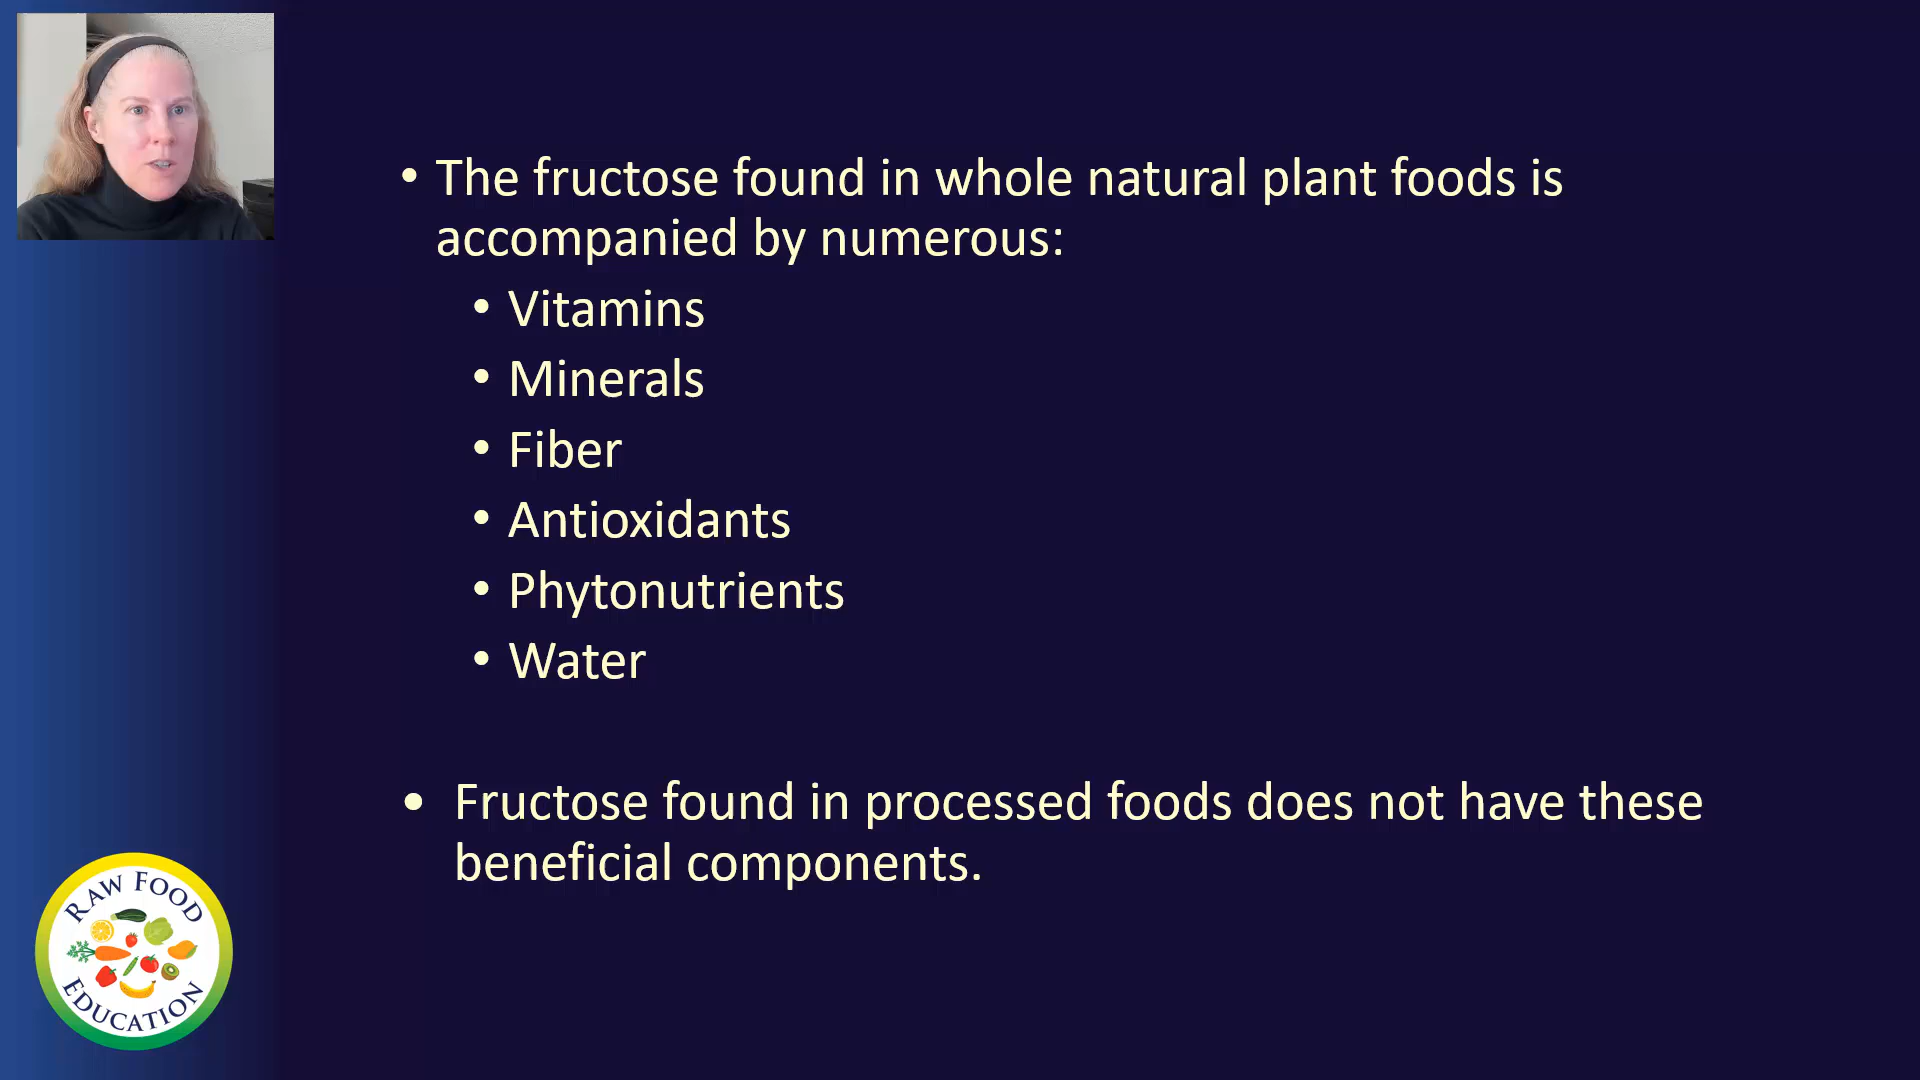 • The fructose found in whole natural plant foods is
accompanied by numerous:
• Vitamins
• Minerals
• Fiber
• Antioxidants
• Phytonutrients
• Water
• Fructose found in processed foods does not have these
beneficial components.
RAW FOOD
EDUCATION